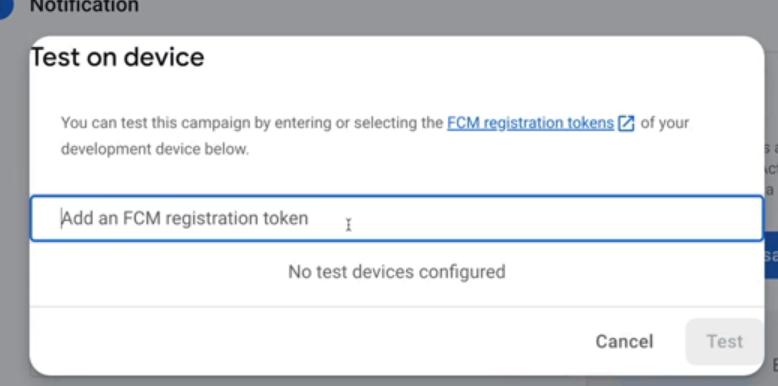 Notification
Test on device
You can test this campaign by entering or selecting the FCM registration tokens of your
development device below.
Add an FCM registration token
No test devices configured
Cancel
Test